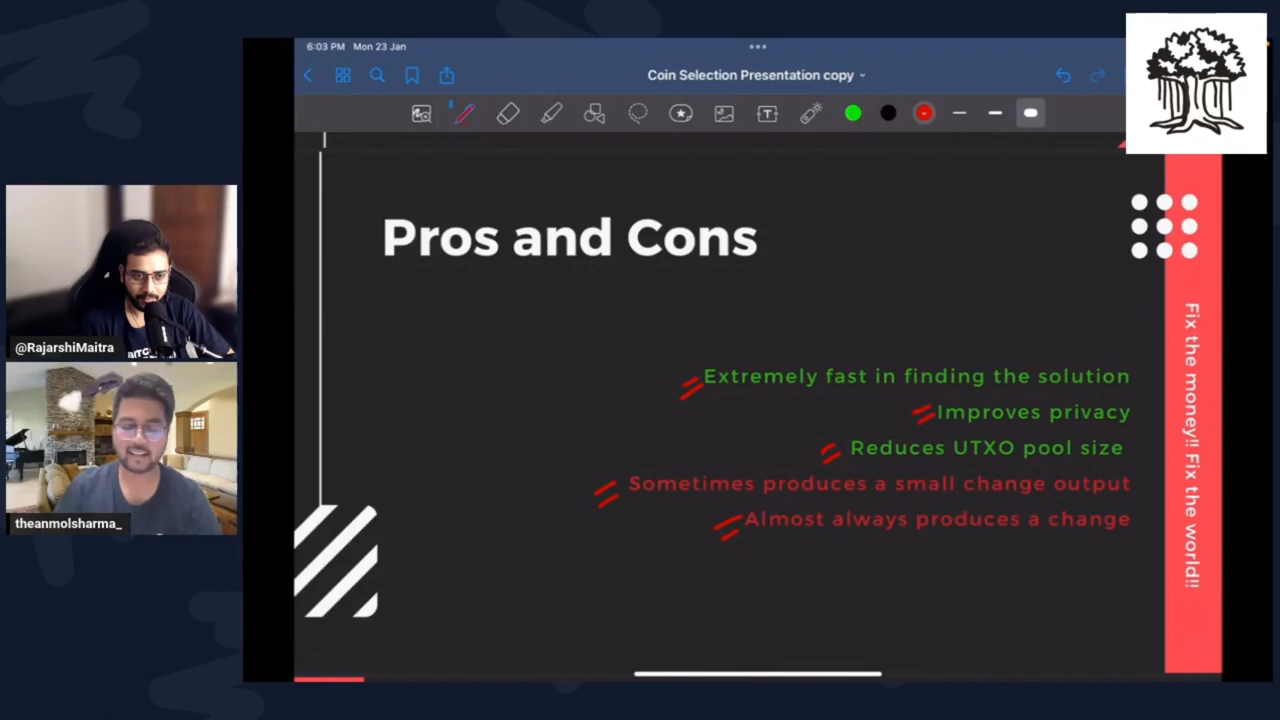 6:03 PM Mon 23 Jan
Coin Selection Presentation copy
T
Pros and Cons
Extremely fast in finding the solution
Improves privacy
Reduces UTXO pool size
Sometimes produces a small change output
Almost always produces a change
Fix the money!! Fix the world!!
@RajarshiMaitra
theanmolsharma_